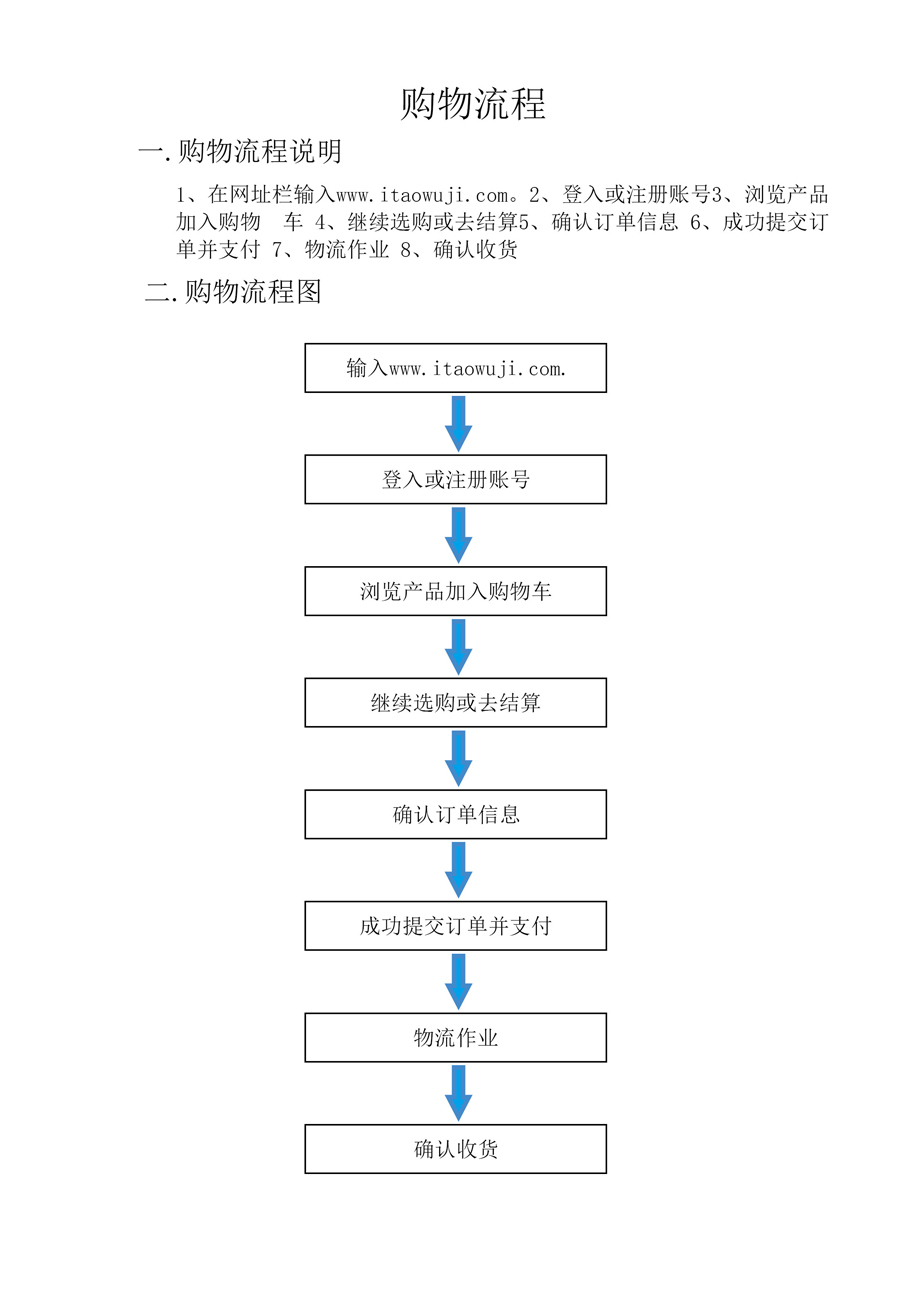 购物流程
一.购物流程说明
1、在网址栏输入www.itaowuji.com。2、登入或注册账号3、浏览产品
加入购物　车 4、继续选购或去结算5、确认订单信息 6、成功提交订
单并支付 7、物流作业 8、确认收货
二.购物流程图
输入www.itaowuji.com.
登入或注册账号
浏览产品加入购物车
继续选购或去结算
确认订单信息
成功提交订单并支付
物流作业
确认收货